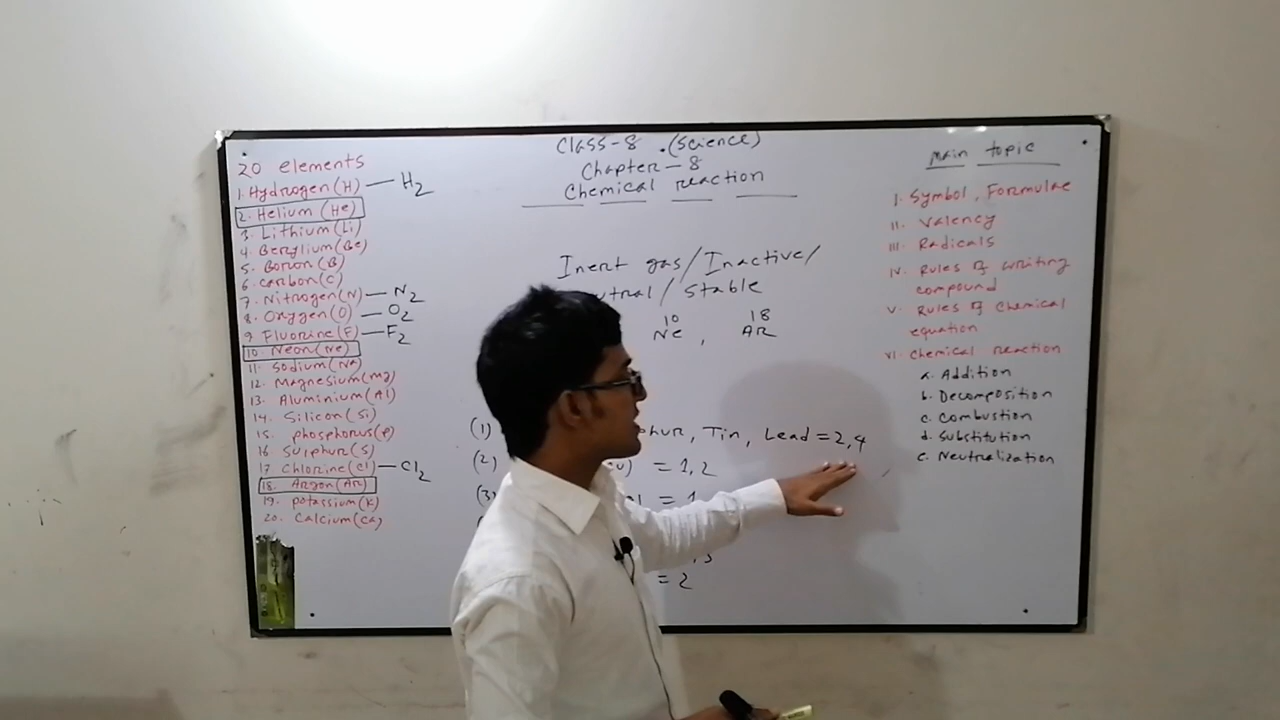 Class-8 (Science)
Chapter-8
Chemical reaction
20 elements
1. Hydrogen(H) — H2
2. Helium (He)
3. Lithium (Li)
4. Berylium(Be)
5. Boron(B)
6. carbon(C)
7. Nitrogen(N) — N2
8. Oxygen(O) — O2
9 Fluorine(F) — F2
10 Neon(Ne)
11. Sodium(Na)
12. Magnesium(Mg)
13. Aluminium(Al)
14. Silicon(Si)
15. phosphorus(P)
16 Sulphur(S)
17 Chlorine(Cl) — Cl2
18. Argon(Ar)
19. Potassium(K)
20. Calcium(Ca)
Inert gas/Inactive/
utral/Stable
10 18
Ne, Ar
(1) phur, Tin, Lead = 2,4
(2) = 1,2
(3) = 1
= 2
main topic
I. Symbol, Formulae
II. Valency
III. Radicals
IV. Rules of writing
compound
V. Rules of Chemical
equation
VI. Chemical reaction
a. Addition
b. Decomposition
c. Combustion
d. Substitution
e. Neutralization